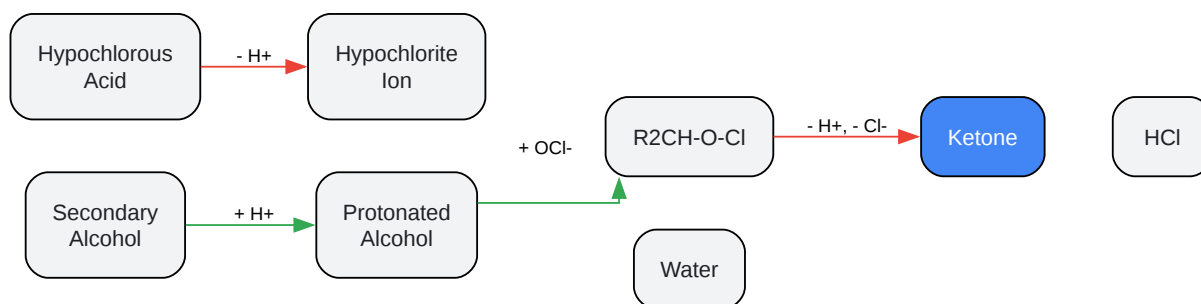 Hypochlorous
Acid
- H+
Hypochlorite
Ion
+ OCl-
R2CH-O-Cl
- H+, - Cl-
Ketone
HCl
Secondary
Alcohol
+ H+
Protonated
Alcohol
Water